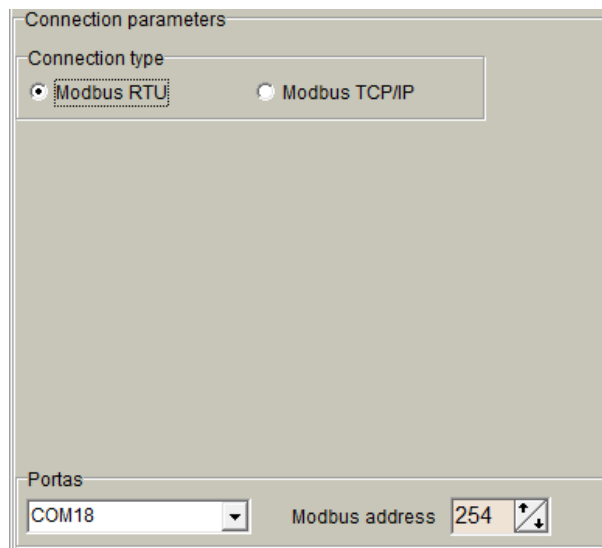 Connection parameters
Connection type
Modbus RTU Modbus TCP/IP
Portas
COM18 Modbus address 254